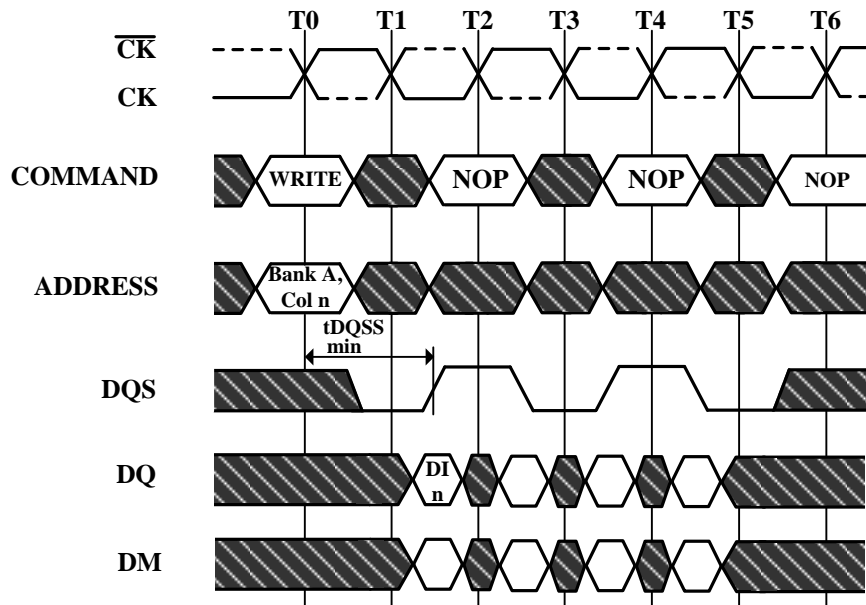 T0 T1 T2 T3 T4 T5 T6
CK
CK
COMMAND WRITE NOP NOP NOP
ADDRESS Bank A,
Col n
tDQSS
min
DQS
DQ DI
n
DM